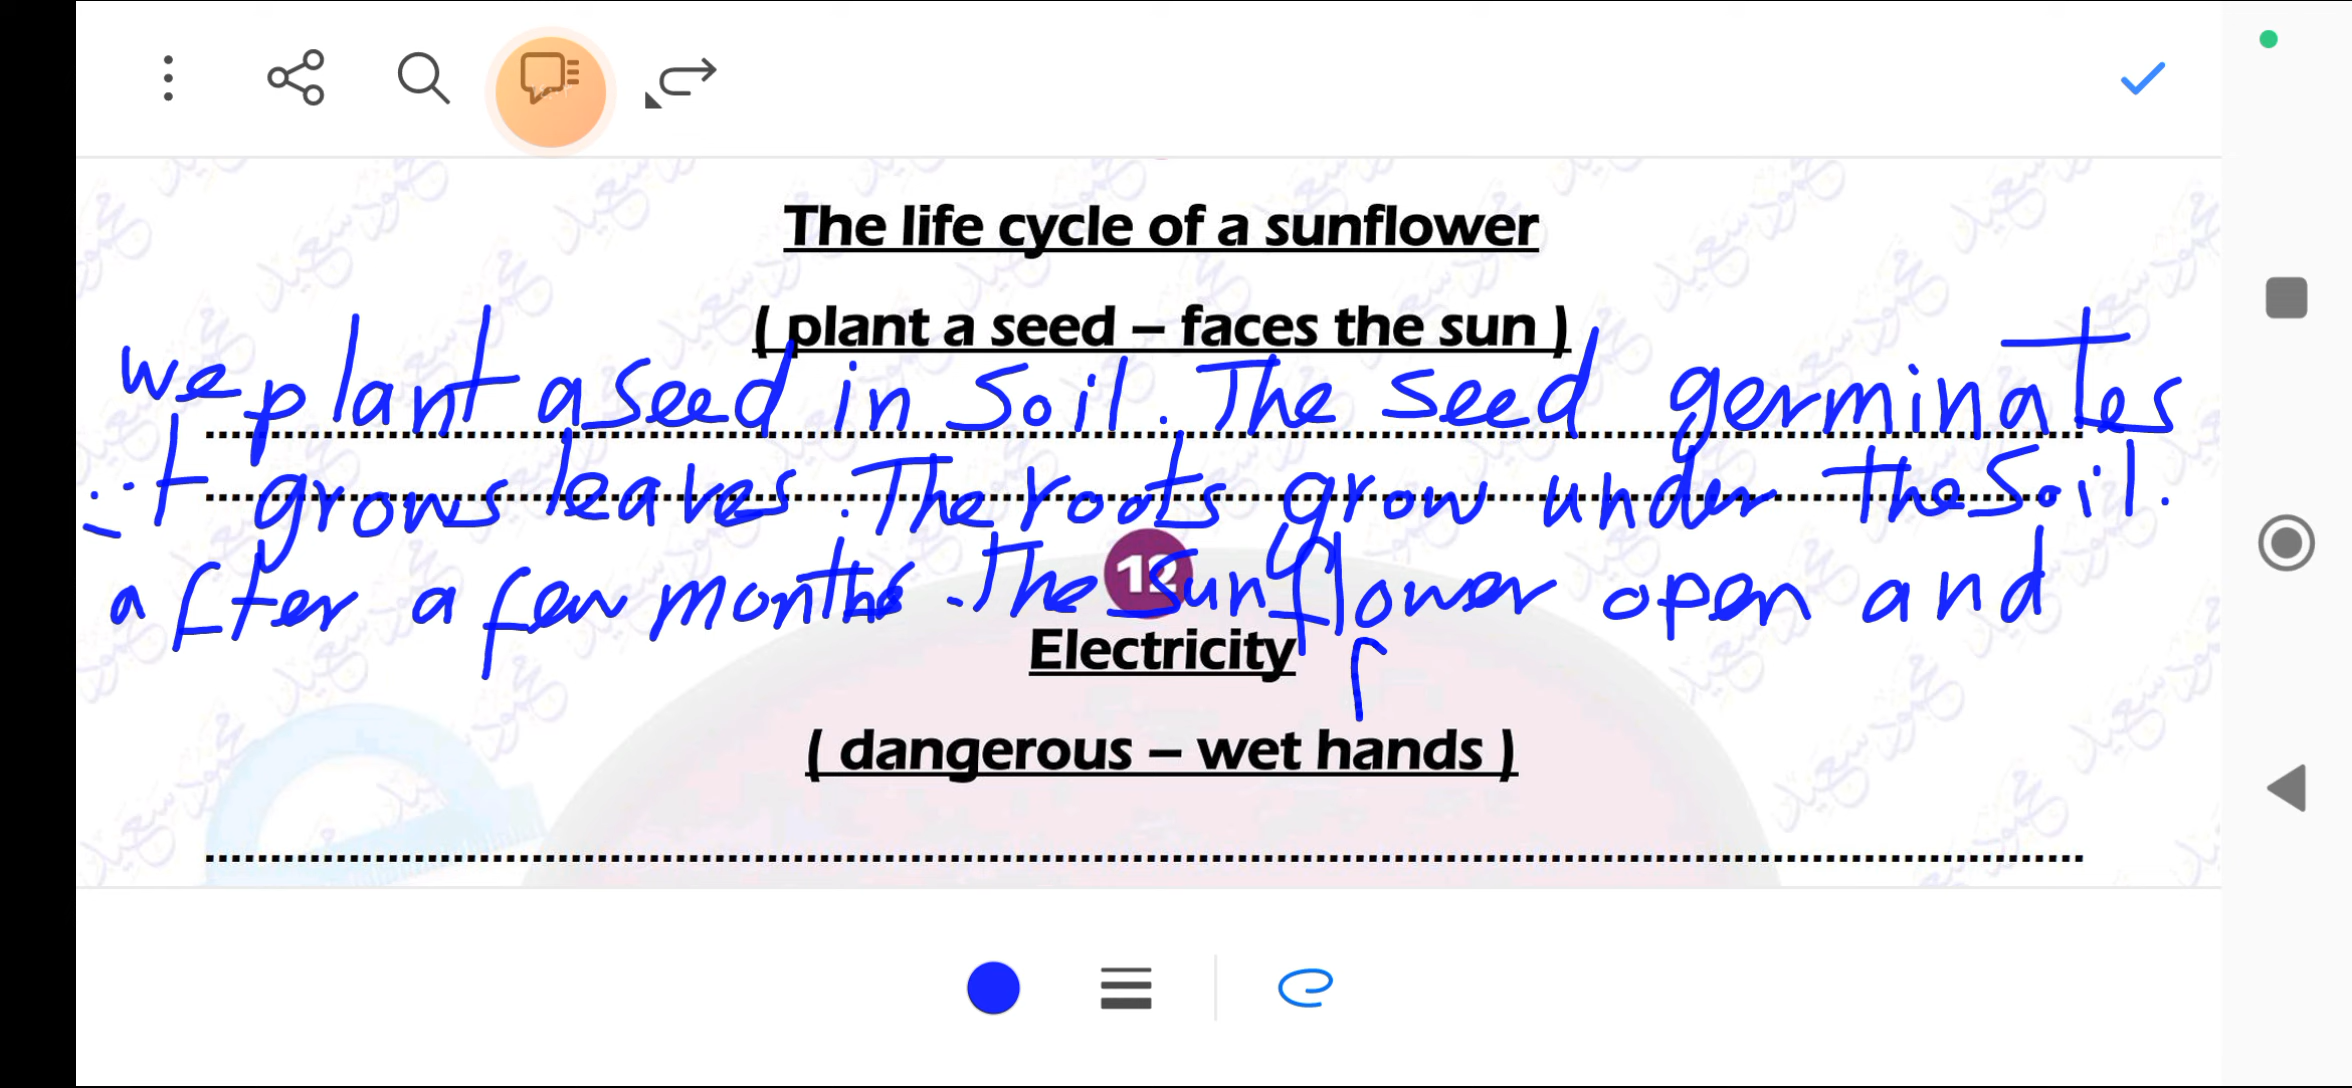 The life cycle of a sunflower
( plant a seed – faces the sun )
we plant a seed in soil. The seed germinates
it grows leaves. The roots grow under the soil.
after a few months. The sunflower open and
12
Electricity
( dangerous – wet hands )